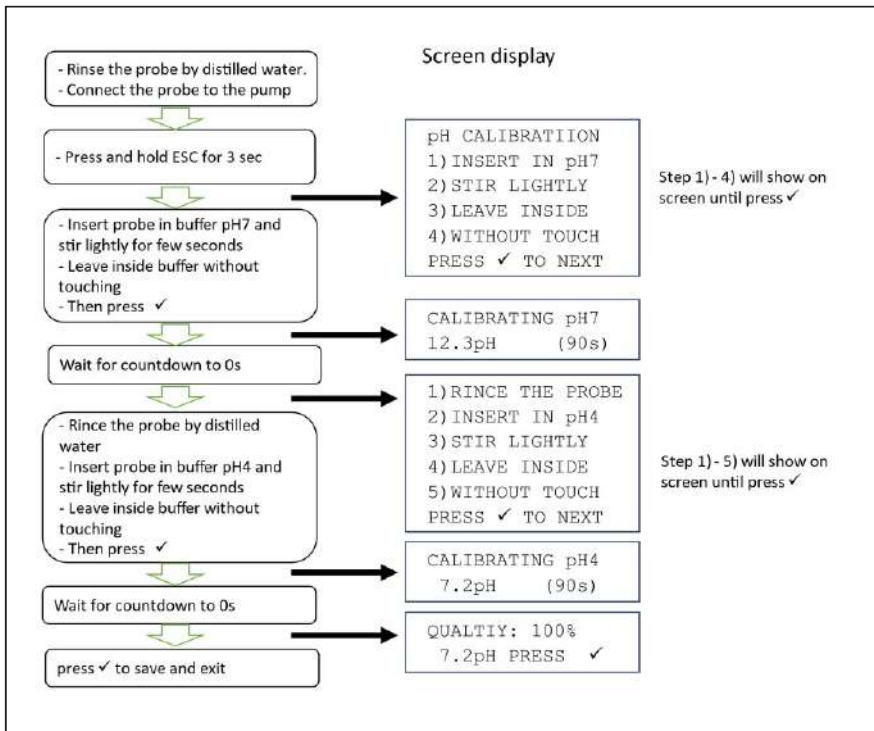 Screen display
- Rinse the probe by distilled water.
- Connect the probe to the pump
- Press and hold ESC for 3 sec
pH CALIBRATIION
1)INSERT IN pH7
2)STIR LIGHTLY
3)LEAVE INSIDE
4)WITHOUT TOUCH
PRESS ✓ TO NEXT
Step 1) - 4) will show on
screen until press ✓
- Insert probe in buffer pH7 and
stir lightly for few seconds
- Leave inside buffer without
touching
- Then press ✓
CALIBRATING pH7
12.3pH (90s)
Wait for countdown to 0s
1)RINCE THE PROBE
2)INSERT IN pH4
3)STIR LIGHTLY
4)LEAVE INSIDE
5)WITHOUT TOUCH
PRESS ✓ TO NEXT
Step 1) - 5) will show on
screen until press ✓
- Rince the probe by distilled
water
- Insert probe in buffer pH4 and
stir lightly for few seconds
- Leave inside buffer without
touching
- Then press ✓
CALIBRATING pH4
7.2pH (90s)
Wait for countdown to 0s
QUALTIY: 100%
7.2pH PRESS ✓
press ✓ to save and exit